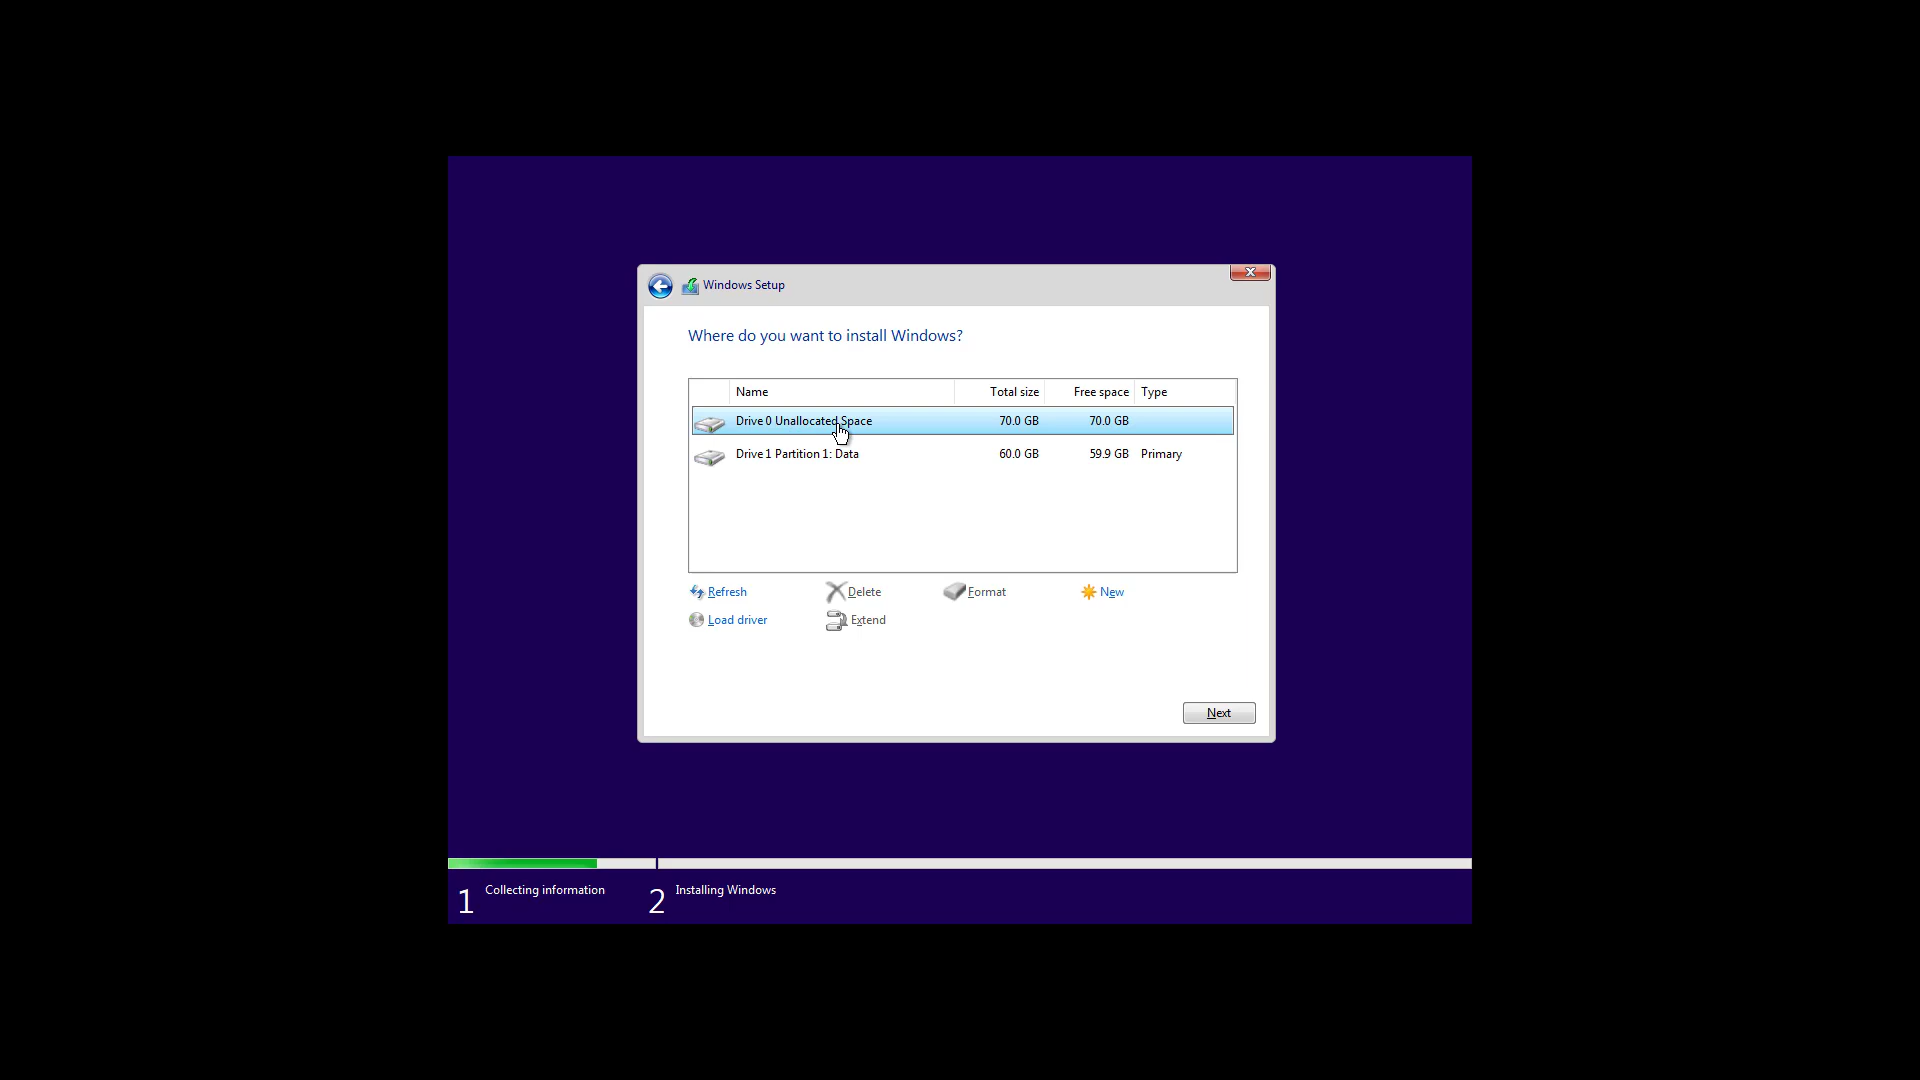 Windows Setup
Where do you want to install Windows?
Name Total size Free space Type
Drive 0 Unallocated Space 70.0 GB 70.0 GB
Drive 1 Partition 1: Data 60.0 GB 59.9 GB Primary
Refresh Delete Format New
Load driver Extend
Next
1 Collecting information 2 Installing Windows